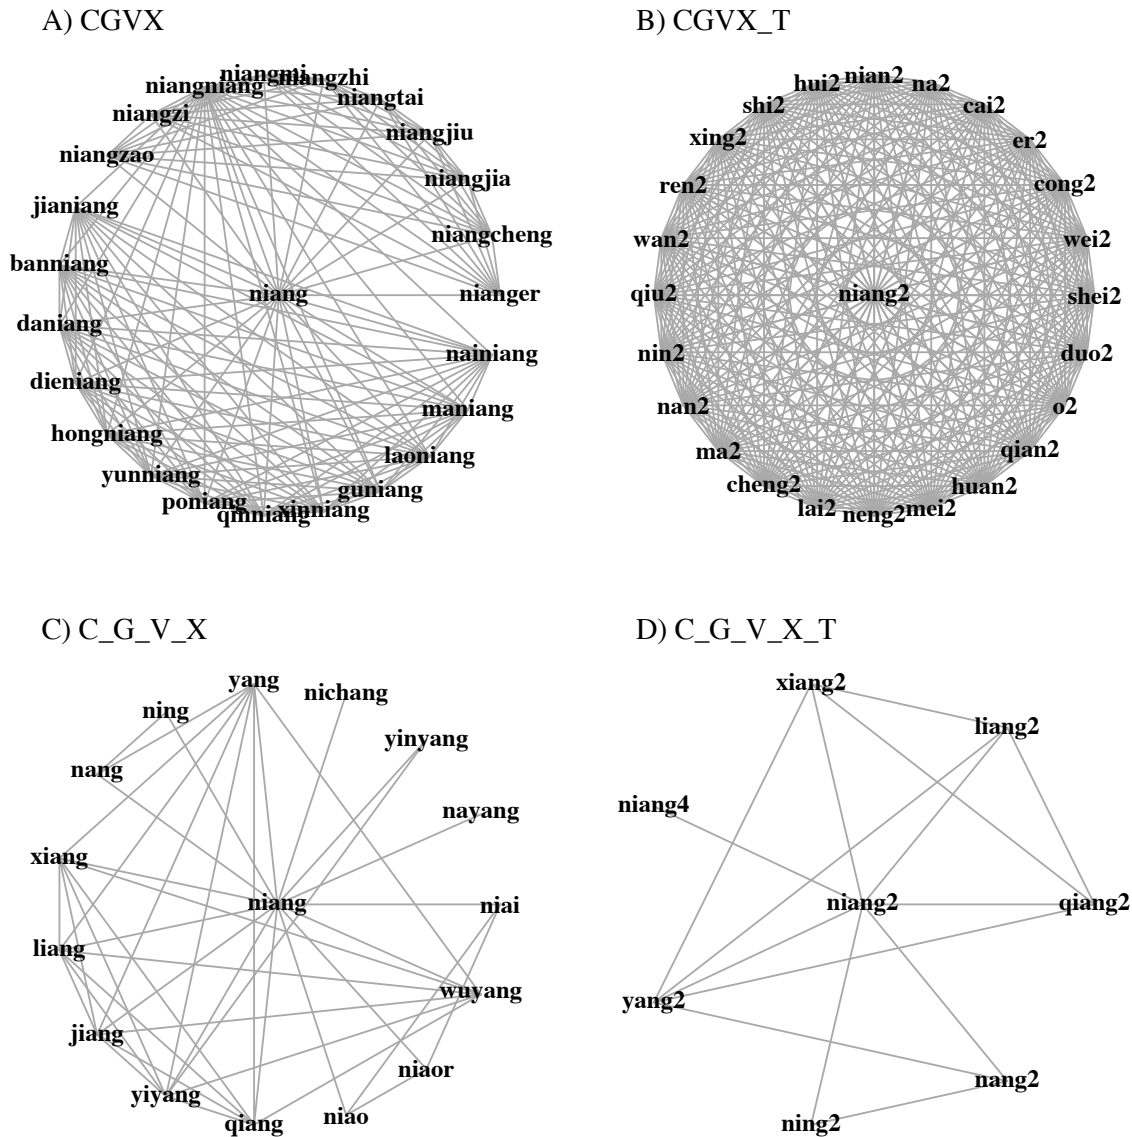 A) CGVX
niangmi
niangzhi
niangniang
niangtai
niangzi
niangjiu
niangzao
niangjia
jianiang
niangcheng
banniang
niang
nianger
daniang
nainiang
dieniang
maniang
hongniang
laoniang
yunniang
guniang
poniang
qinniang
xinniang
B) CGVX_T
nian2
hui2
na2
shi2
cai2
xing2
er2
ren2
cong2
wan2
wei2
qiu2
niang2
shei2
nin2
duo2
nan2
o2
ma2
qian2
cheng2
huan2
lai2
neng2
mei2
C) C_G_V_X
yang
nichang
ning
yinyang
nang
nayang
xiang
niang
niai
liang
wuyang
jiang
niaor
yiyang
niao
qiang
D) C_G_V_X_T
xiang2
liang2
niang4
niang2
qiang2
yang2
nang2
ning2